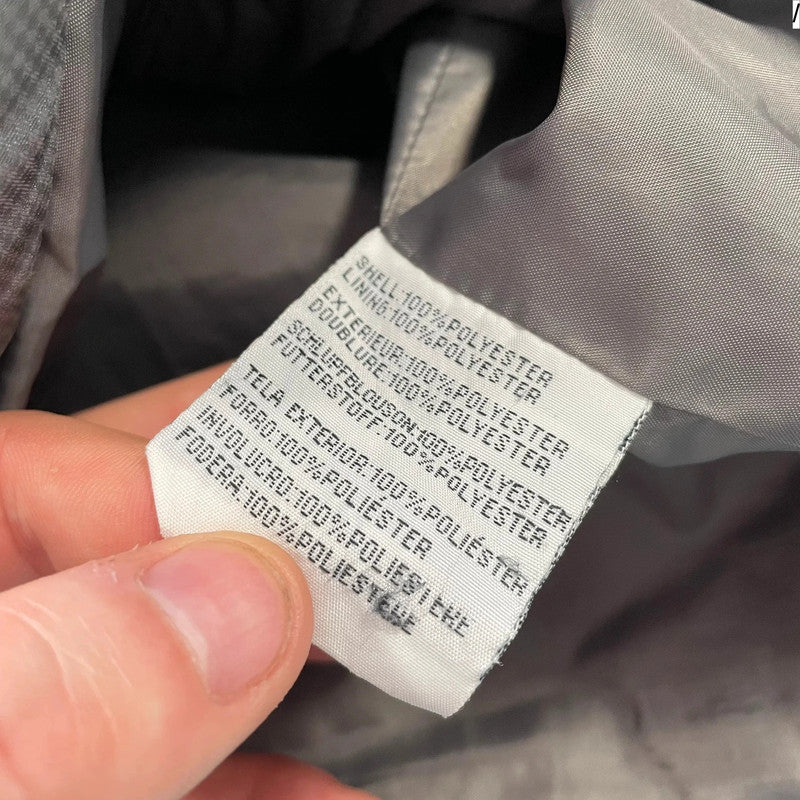 SHELL:100%POLYESTER
LINING:100%POLYESTER
EXTERIEUR:100%POLYESTER
DOUBLURE:100%POLYESTER
SCHLUPFBLOUSON:100%POLYESTER
FUTTERSTOFF:100%POLYESTER
TELA EXTERIOR:100%POLIÉSTER
FORRO:100%POLIÉSTER
INVOLUCRO:100%POLIESTERE
FODERA:100%POLIESTERE